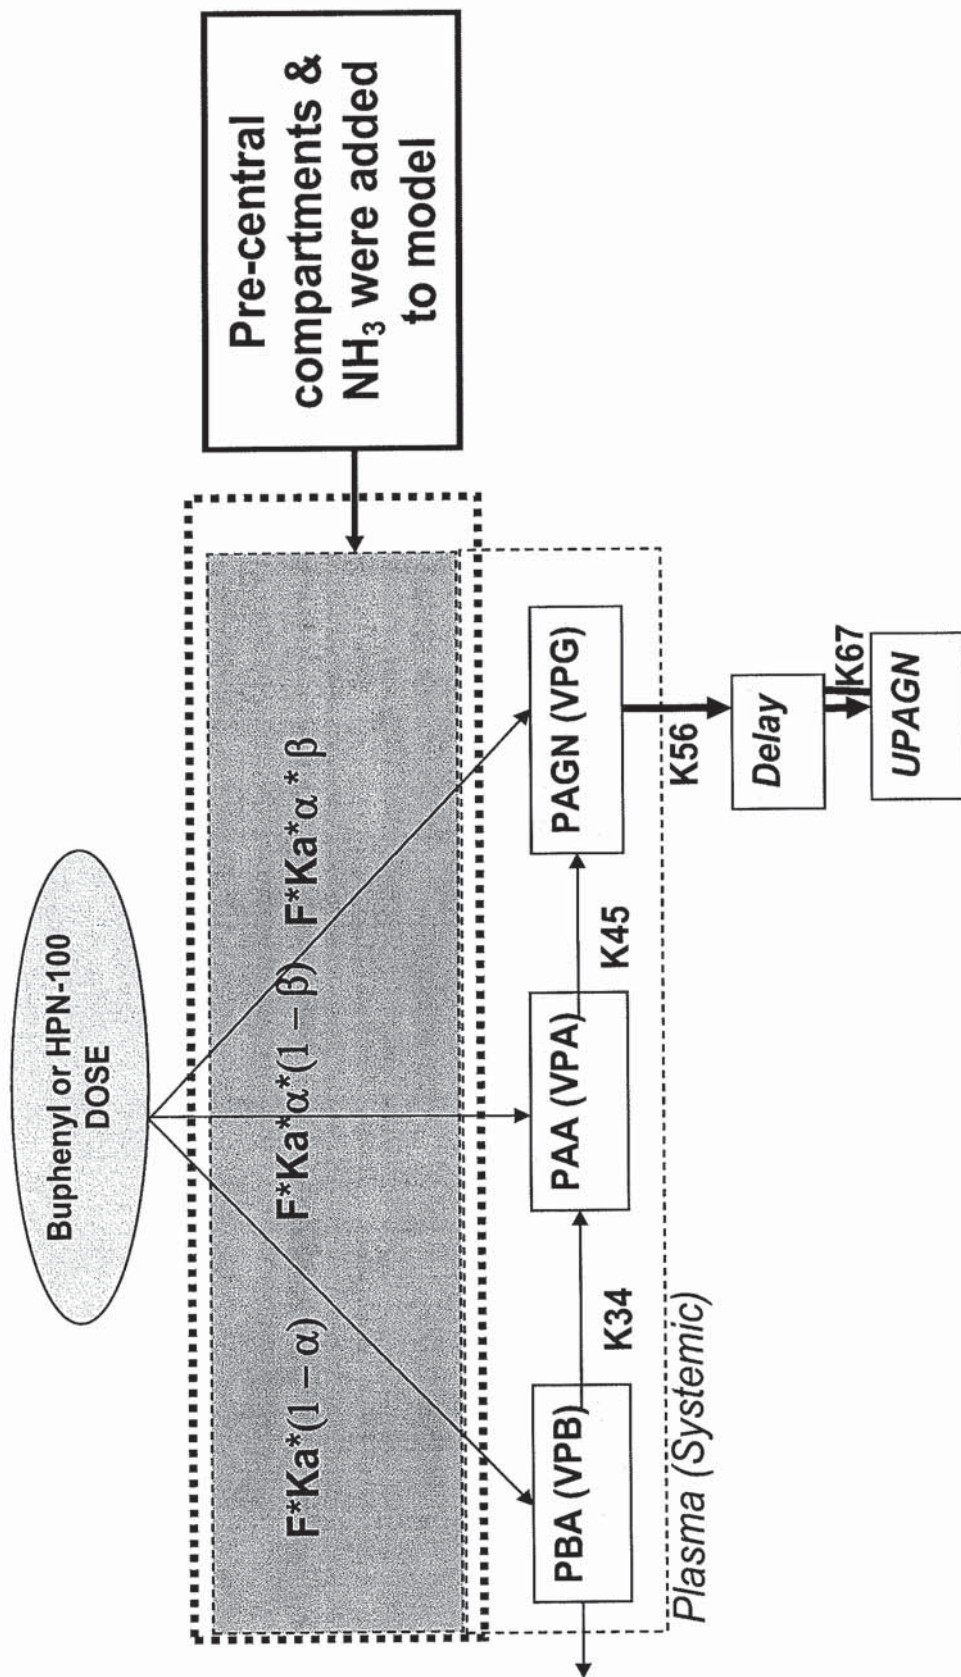 Buphenyl or HPN-100
DOSE
Pre-central
compartments &
NH₃ were added
to model
F*Ka*(1 – α)
F*Ka*α*(1 – β)
F*Ka*α* β
PBA (VPB)
K34
PAA (VPA)
K45
PAGN (VPG)
K56
Delay
K67
UPAGN
Plasma (Systemic)